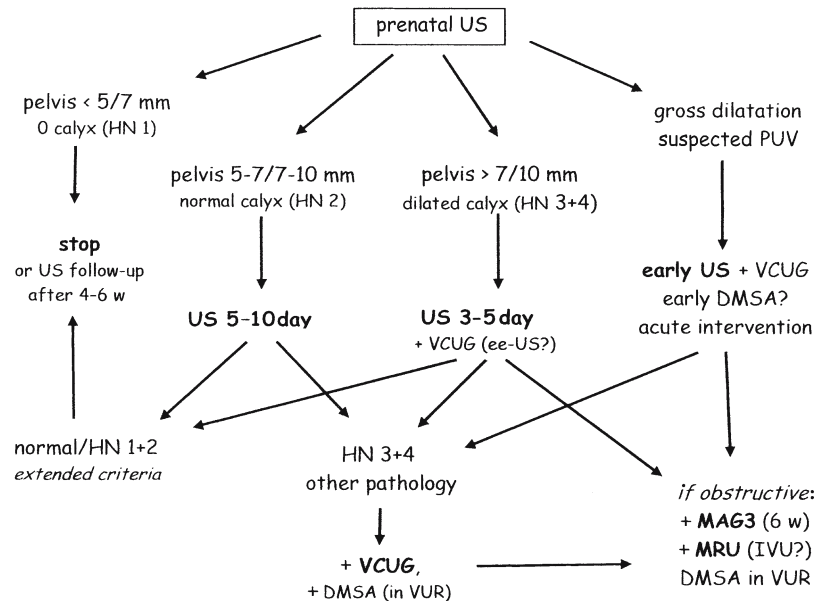 prenatal US
pelvis < 5/7 mm
0 calyx (HN 1)
gross dilatation
suspected PUV
pelvis 5-7/7-10 mm
normal calyx (HN 2)
pelvis > 7/10 mm
dilated calyx (HN 3+4)
stop
or US follow-up
after 4-6 w
US 5-10day
US 3-5day
+ VCUG (ee-US?)
early US + VCUG
early DMSA?
acute intervention
normal/HN 1+2
extended criteria
HN 3+4
other pathology
if obstructive:
+ MAG3 (6 w)
+ MRU (IVU?)
DMSA in VUR
+ VCUG,
+ DMSA (in VUR)